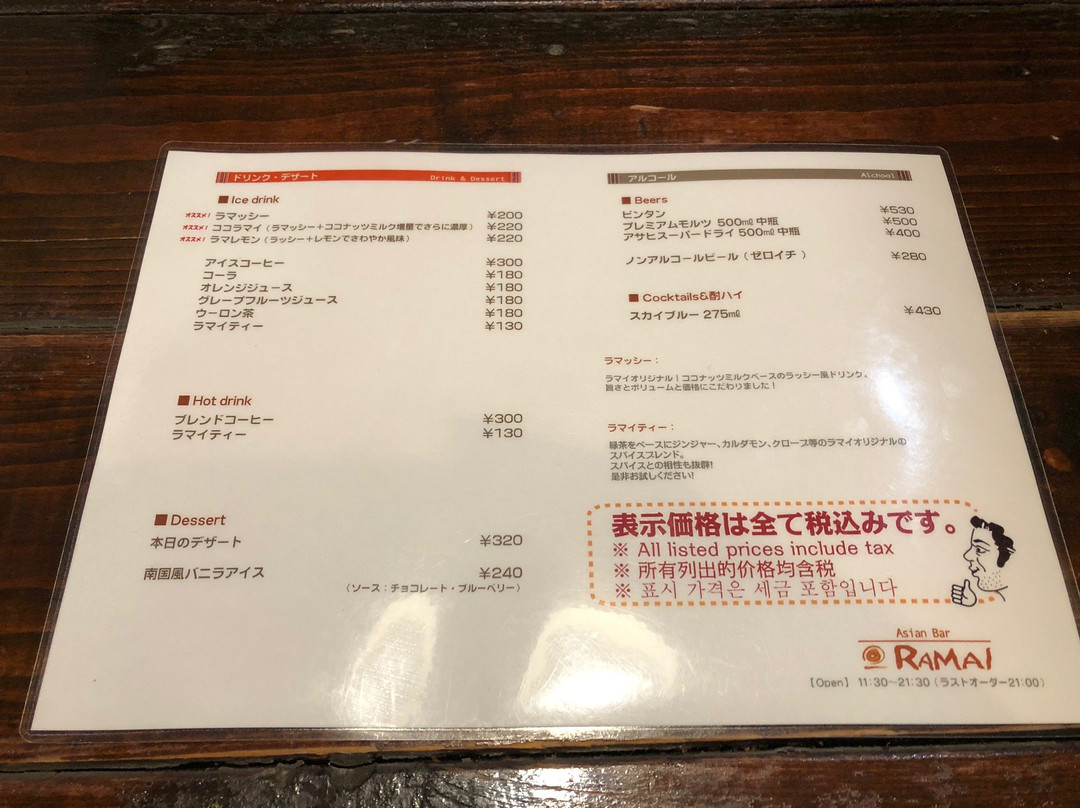 ドリンク・デザート Drink & Dessert
■ Ice drink
オススメ! ラマッシー ¥200
オススメ! ココラマイ (ラマッシー+ココナッツミルク増量でさらに濃厚) ¥220
オススメ! ラマレモン (ラッシー+レモンでさわやか風味) ¥220
アイスコーヒー ¥300
コーラ ¥180
オレンジジュース ¥180
グレープフルーツジュース ¥180
ウーロン茶 ¥180
ラマイティー ¥130
■ Hot drink
ブレンドコーヒー ¥300
ラマイティー ¥130
■ Dessert
本日のデザート ¥320
南国風バニラアイス ¥240
(ソース:チョコレート・ブルーベリー)
アルコール Alchool
■ Beers
ビンタン ¥530
プレミアムモルツ 500㎖ 中瓶 ¥500
アサヒスーパードライ 500㎖ 中瓶 ¥400
ノンアルコールビール (ゼロイチ ) ¥280
■ Cocktails&酎ハイ
スカイブルー 275㎖ ¥430
ラマッシー:
ラマイオリジナル!ココナッツミルクベースのラッシー風ドリンク。
旨さとボリュームと価格にこだわりました!
ラマイティー:
緑茶をベースにジンジャー、カルダモン、クローブ等のラマイオリジナルの
スパイスブレンド。
スパイスとの相性も抜群!
是非お試しください!
表示価格は全て税込みです。
※ All listed prices include tax
※ 所有列出的价格均含税
※ 표시 가격은 세금 포함입니다
Asian Bar
RAMAI
【Open】 11:30~21:30 (ラストオーダー21:00)